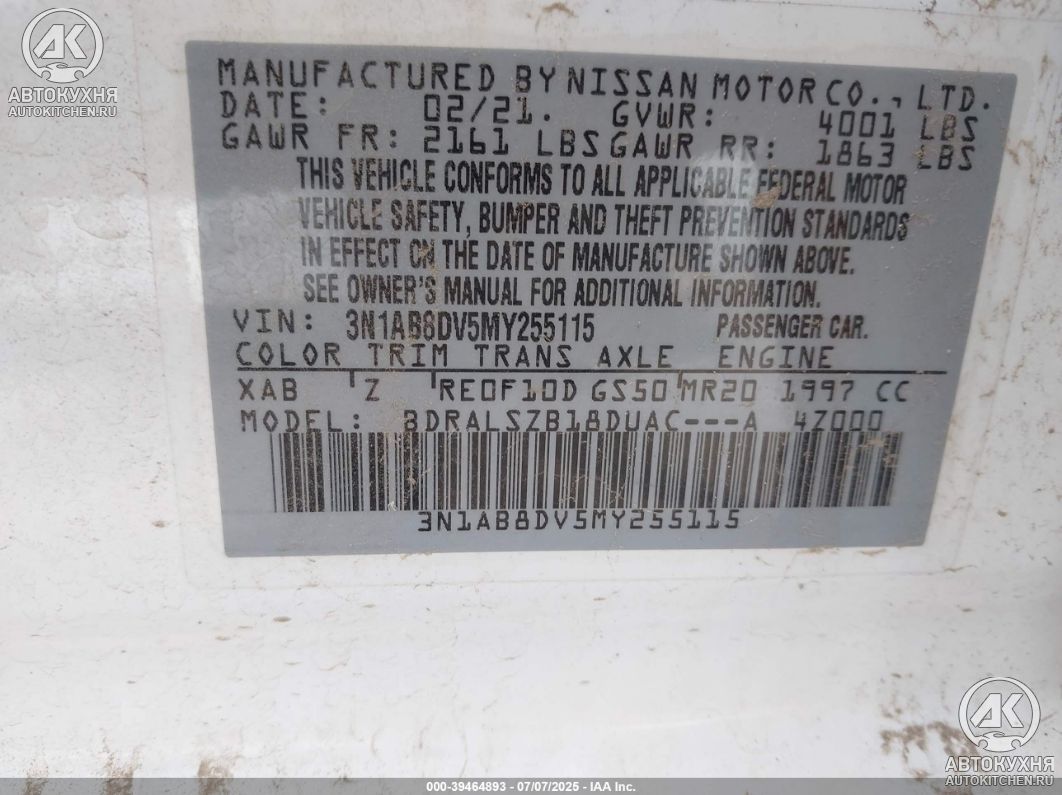 AK
АВТОКУХНЯ
AUTOKITCHEN.RU
MANUFACTURED BY NISSAN MOTOR CO., LTD.
DATE: 02/21. GVWR: 4001 LBS
GAWR FR: 2161 LBS GAWR RR: 1863 LBS
THIS VEHICLE CONFORMS TO ALL APPLICABLE FEDERAL MOTOR
VEHICLE SAFETY, BUMPER AND THEFT PREVENTION STANDARDS
IN EFFECT ON THE DATE OF MANUFACTURE SHOWN ABOVE.
SEE OWNER'S MANUAL FOR ADDITIONAL INFORMATION.
VIN: 3N1AB8DV5MY255115 PASSENGER CAR.
COLOR TRIM TRANS AXLE ENGINE
XAB Z RE0F10D GS50 MR20 1997 CC
MODEL: BDRALSZB18DUAC---A 4Z000
3N1AB8DV5MY255115
AK
АВТОКУХНЯ
AUTOKITCHEN.RU
000-39464893 - 07/07/2025 - IAA Inc.